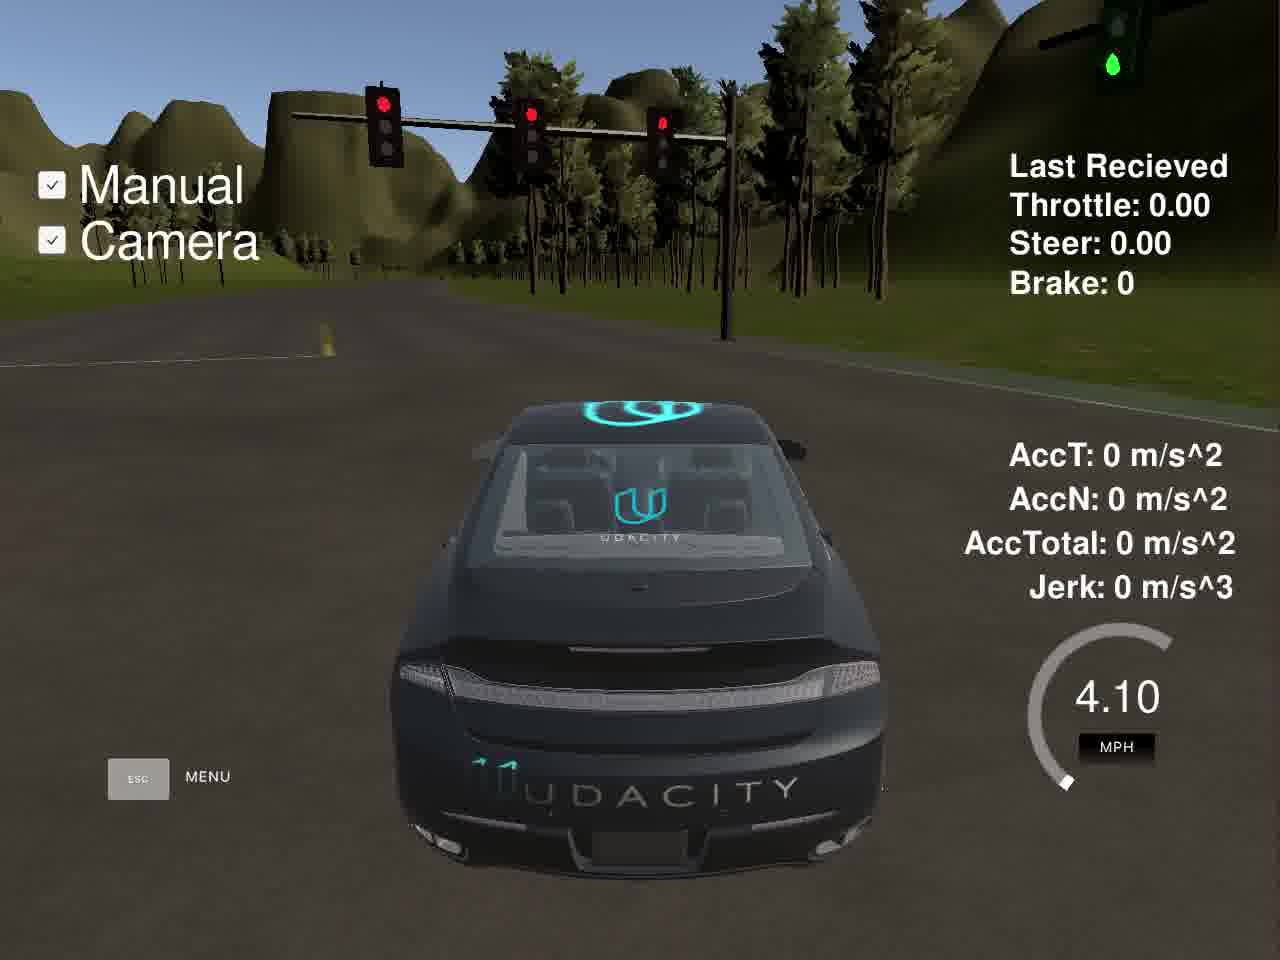 Manual
Camera
Last Recieved
Throttle: 0.00
Steer: 0.00
Brake: 0
UDACITY
AccT: 0 m/s^2
AccN: 0 m/s^2
AccTotal: 0 m/s^2
Jerk: 0 m/s^3
4.10
MPH
ESC
MENU
UDACITY